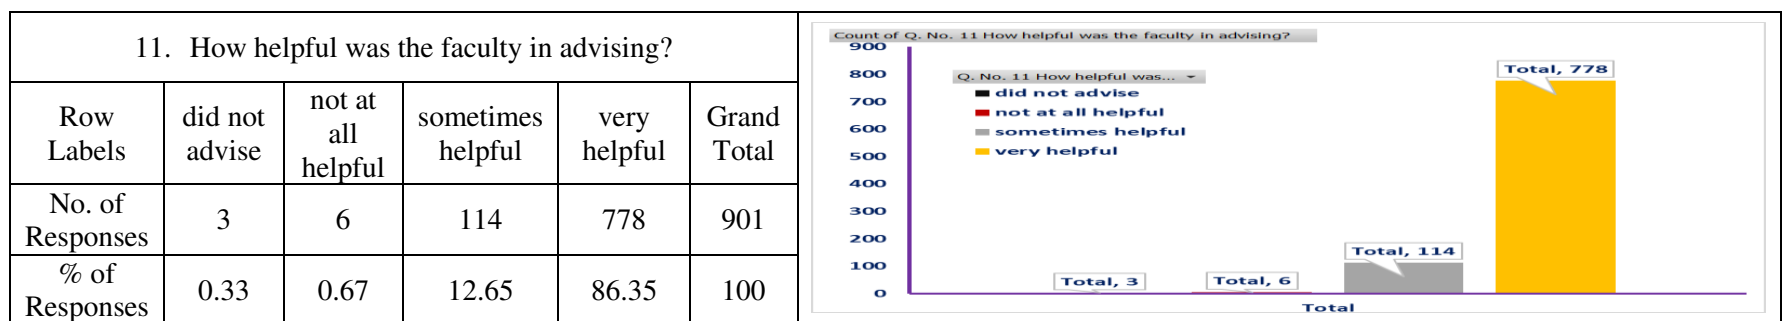 11. How helpful was the faculty in advising?
Row Labels
did not advise
not at all helpful
sometimes helpful
very helpful
Grand Total
No. of Responses
3
6
114
778
901
% of Responses
0.33
0.67
12.65
86.35
100
Count of Q. No. 11 How helpful was the faculty in advising?
900
800
700
600
500
400
300
200
100
0
Q. No. 11 How helpful was...
did not advise
not at all helpful
sometimes helpful
very helpful
Total, 3
Total, 6
Total, 114
Total, 778
Total